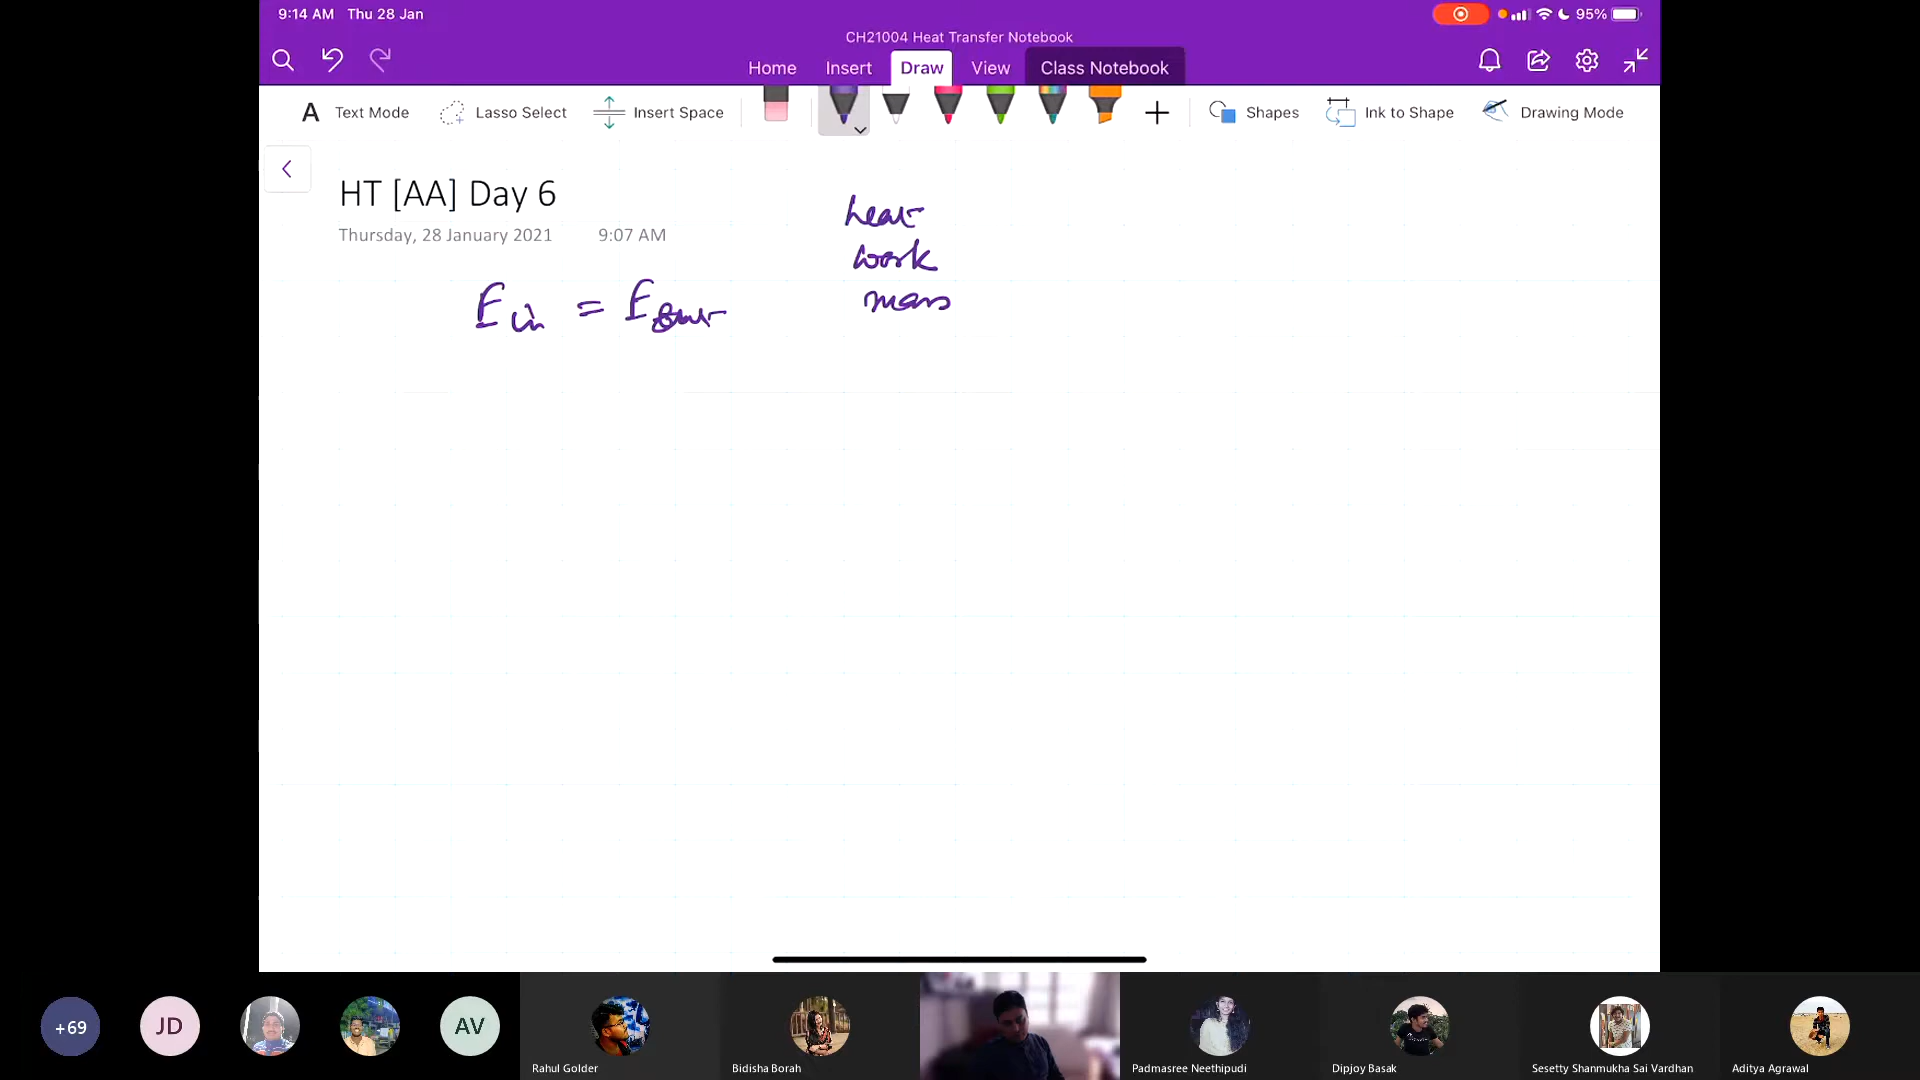 9:14 AM Thu 28 Jan
95%
CH21004 Heat Transfer Notebook
Home Insert Draw View Class Notebook
A Text Mode Lasso Select Insert Space Shapes Ink to Shape Drawing Mode
HT [AA] Day 6
Thursday, 28 January 2021 9:07 AM
heat
work
mass
E in = E out
+69 JD AV
Rahul Golder Bidisha Borah Padmasree Neethipudi Dipjoy Basak Sesetty Shanmukha Sai Vardhan Aditya Agrawal